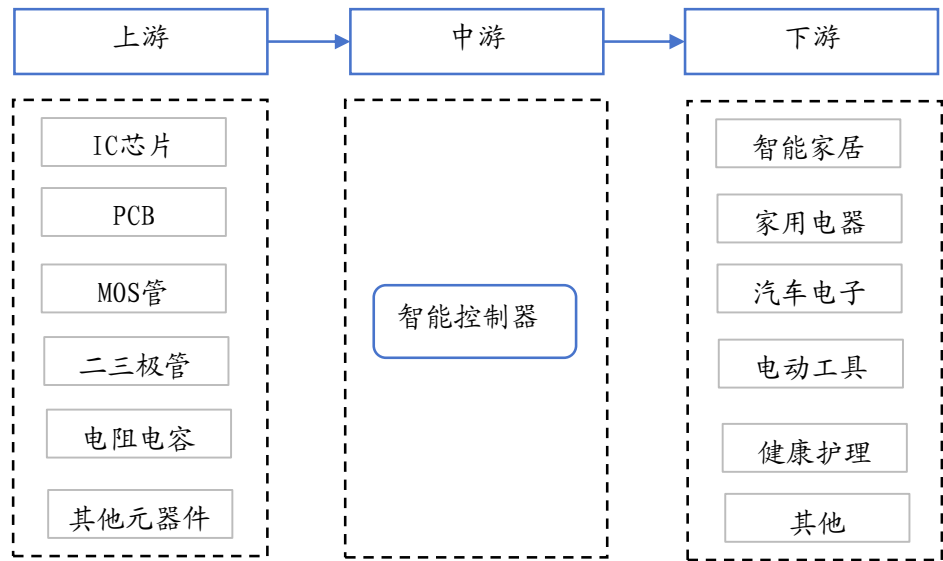 上游
中游
下游
IC芯片
PCB
MOS管
二三极管
电阻电容
其他元器件
智能控制器
智能家居
家用电器
汽车电子
电动工具
健康护理
其他